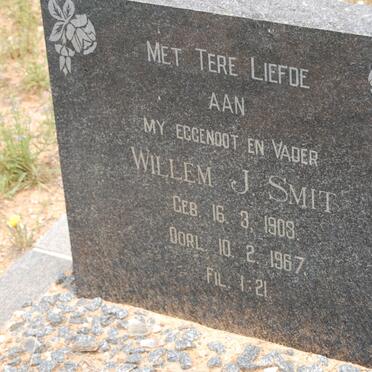 MET TERE LIEFDE
AAN
MY EGGENOOT EN VADER
WILLEM J SMIT
GEB. 16. 3. 1903.
OORL. 10. 2. 1967.
FIL. 1:21